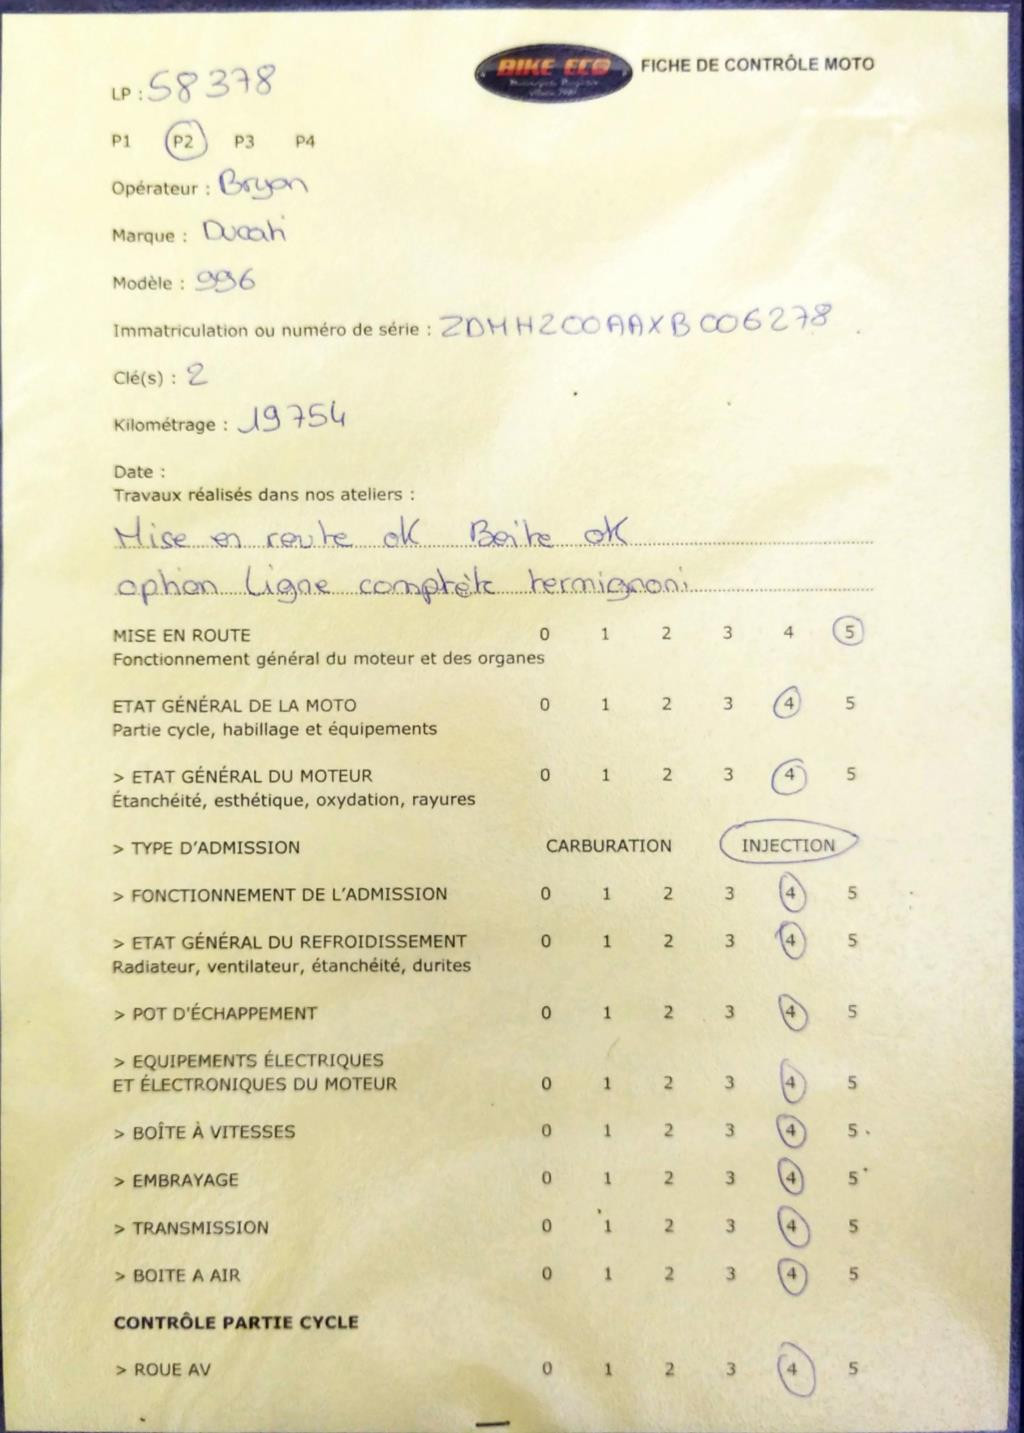 BIKE ECO
FICHE DE CONTRÔLE MOTO
LP : 58378
P1 P2 P3 P4
Opérateur : Bryan
Marque : Ducati
Modèle : 996
Immatriculation ou numéro de série : ZDMH200AAXB006278
Clé(s) : 2
Kilométrage : 19754
Date :
Travaux réalisés dans nos ateliers :
Mise en route ok Boite ok
option ligne complète termignoni
MISE EN ROUTE 0 1 2 3 4 5
Fonctionnement général du moteur et des organes
ETAT GÉNÉRAL DE LA MOTO 0 1 2 3 4 5
Partie cycle, habillage et équipements
> ETAT GÉNÉRAL DU MOTEUR 0 1 2 3 4 5
Étanchéité, esthétique, oxydation, rayures
> TYPE D'ADMISSION CARBURATION INJECTION
> FONCTIONNEMENT DE L'ADMISSION 0 1 2 3 4 5
> ETAT GÉNÉRAL DU REFROIDISSEMENT 0 1 2 3 4 5
Radiateur, ventilateur, étanchéité, durites
> POT D'ÉCHAPPEMENT 0 1 2 3 4 5
> EQUIPEMENTS ÉLECTRIQUES
ET ÉLECTRONIQUES DU MOTEUR 0 1 2 3 4 5
> BOÎTE À VITESSES 0 1 2 3 4 5
> EMBRAYAGE 0 1 2 3 4 5
> TRANSMISSION 0 1 2 3 4 5
> BOITE A AIR 0 1 2 3 4 5
CONTRÔLE PARTIE CYCLE
> ROUE AV 0 1 2 3 4 5